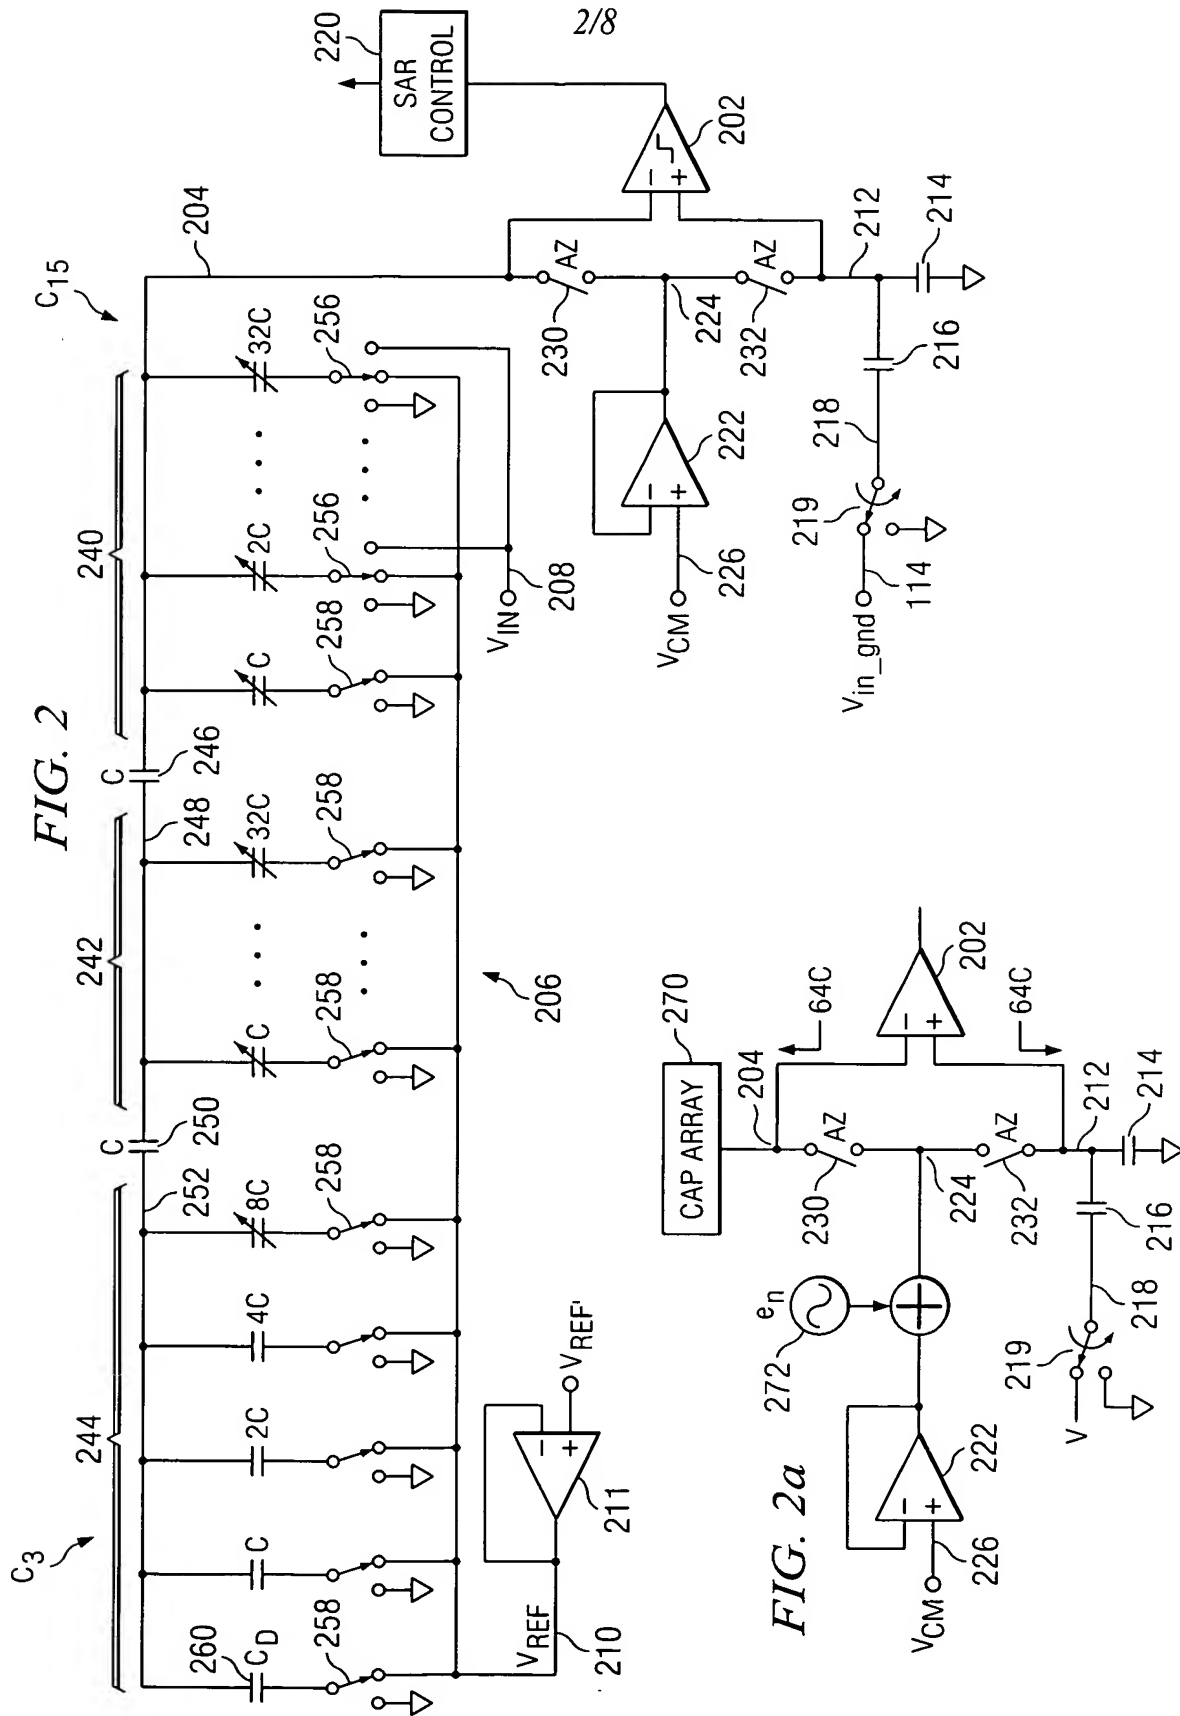 2/8
FIG. 2
C3
C15
244
242
240
252
250
C
248
246
C
204
260
CD
C
2C
4C
8C
C
32C
C
2C
32C
258
258
258
258
258
256
256
206
VREF
210
211
VREF'
VIN
208
220
SAR
CONTROL
202
AZ
230
224
AZ
232
222
VCM
226
212
214
216
218
219
114
Vin_gnd
FIG. 2a
CAP ARRAY
270
204
64C
64C
202
AZ
230
224
AZ
232
en
272
222
226
VCM
212
214
216
218
219
V
- +
- +
- +
- +
- +